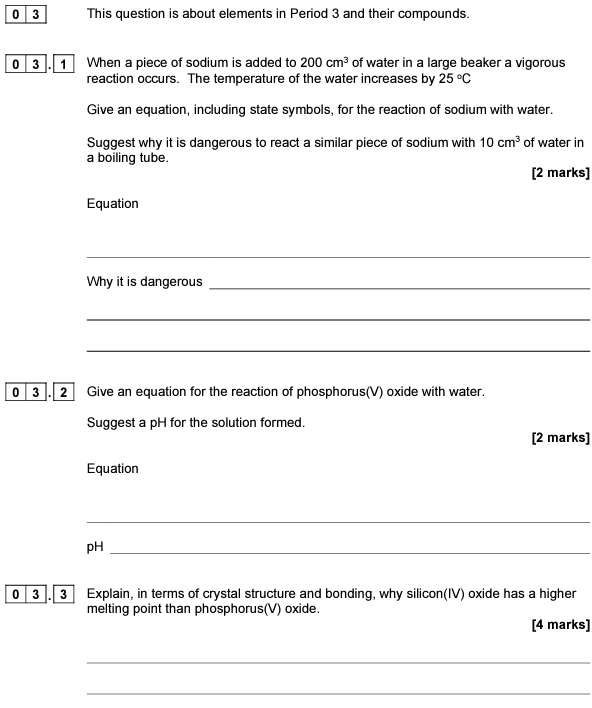 0 3 This question is about elements in Period 3 and their compounds.
0 3 . 1 When a piece of sodium is added to 200 cm³ of water in a large beaker a vigorous
reaction occurs. The temperature of the water increases by 25 ºC
Give an equation, including state symbols, for the reaction of sodium with water.
Suggest why it is dangerous to react a similar piece of sodium with 10 cm³ of water in
a boiling tube.
[2 marks]
Equation
Why it is dangerous
0 3 . 2 Give an equation for the reaction of phosphorus(V) oxide with water.
Suggest a pH for the solution formed.
[2 marks]
Equation
pH
0 3 . 3 Explain, in terms of crystal structure and bonding, why silicon(IV) oxide has a higher
melting point than phosphorus(V) oxide.
[4 marks]